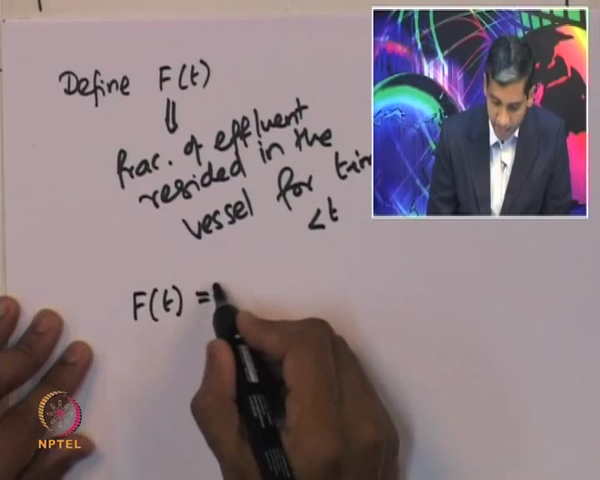 Define F(t)
⇓
frac. of effluent
resided in the
vessel for
< t
F(t) =
NPTEL